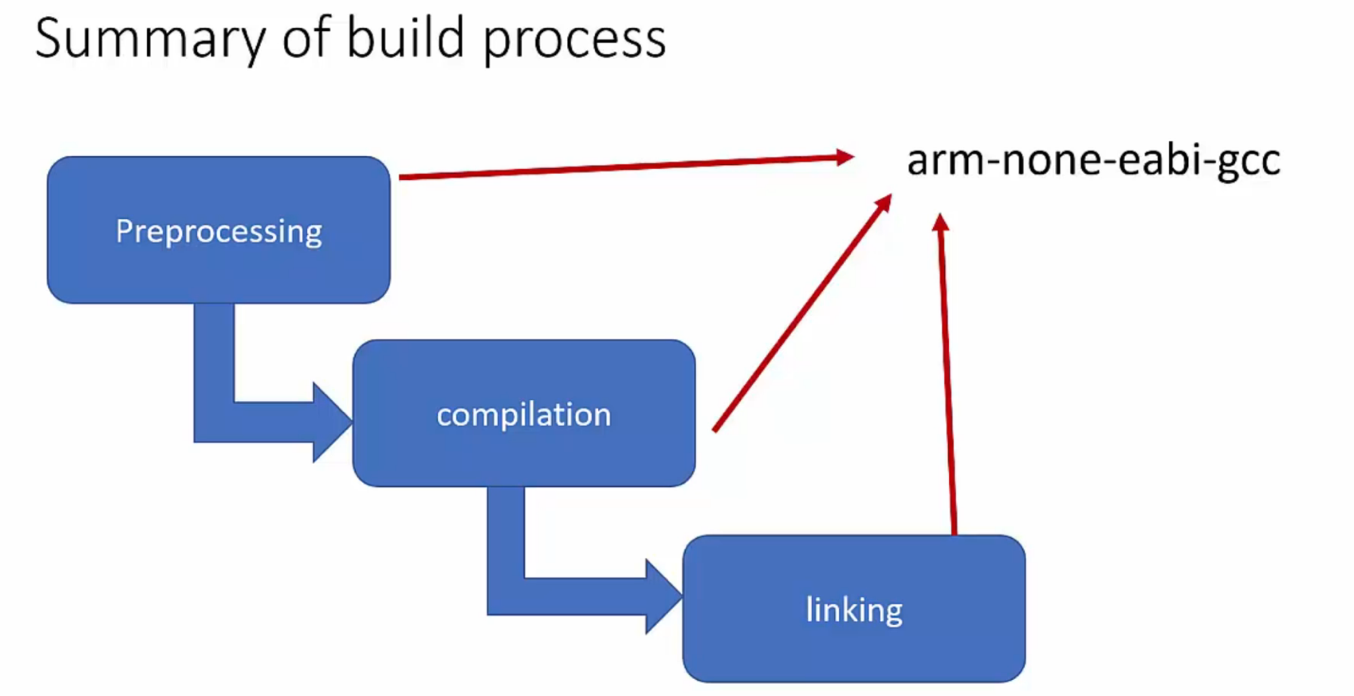 Summary of build process
arm-none-eabi-gcc
Preprocessing
compilation
linking